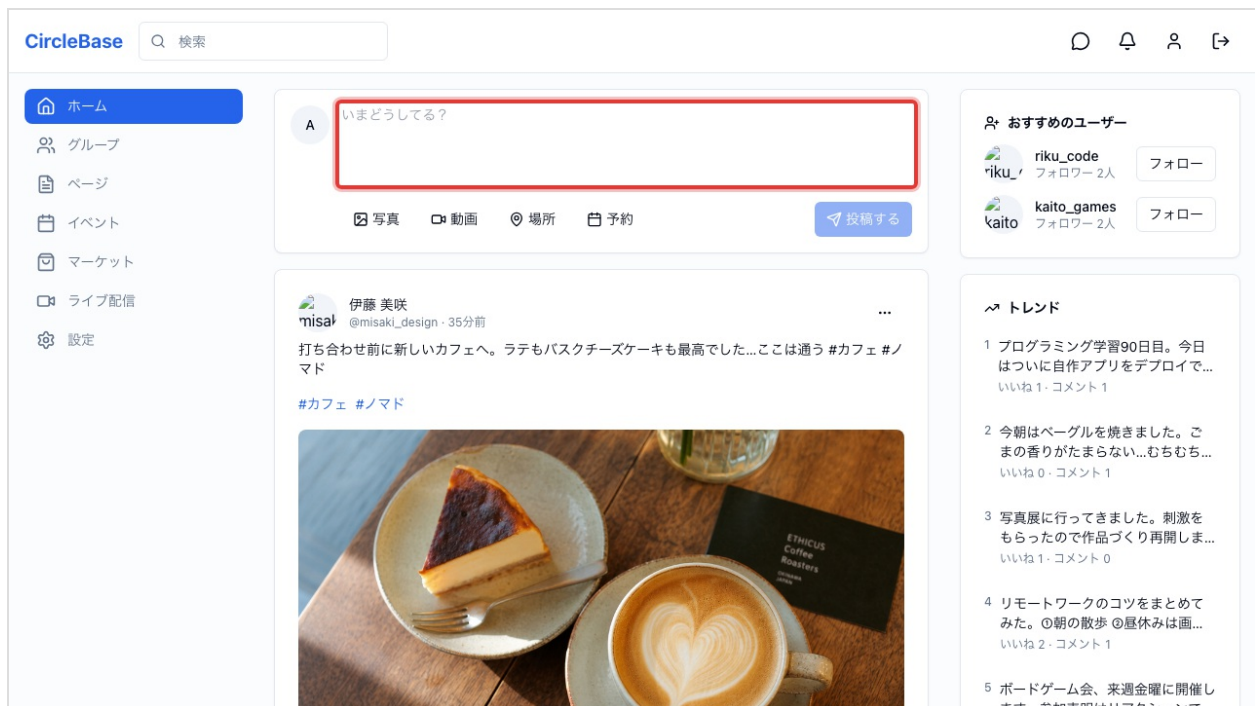 CircleBase
検索
ホーム
グループ
ページ
イベント
マーケット
ライブ配信
設定
A
いまどうしてる？
写真
動画
場所
予約
投稿する
misal
伊藤 美咲
@misaki_design · 35分前
打ち合わせ前に新しいカフェへ。ラテもバスクチーズケーキも最高でした…ここは通う #カフェ #ノ
マド
#カフェ #ノマド
ETHICUS
Coffee
Roasters
OKINAWA
JAPAN
おすすめのユーザー
riku_code
フォロワー 2人
フォロー
kaito
kaito_games
フォロワー 2人
フォロー
トレンド
1 プログラミング学習90日目。今日
はついに自作アプリをデプロイで…
いいね 1 · コメント 1
2 今朝はベーグルを焼きました。ご
まの香りがたまらない…むちむち…
いいね 0 · コメント 1
3 写真展に行ってきました。刺激を
もらったので作品づくり再開しま…
いいね 1 · コメント 0
4 リモートワークのコツをまとめて
みた。①朝の散歩 ②昼休みは画…
いいね 2 · コメント 1
5 ボードゲーム会、来週金曜に開催し